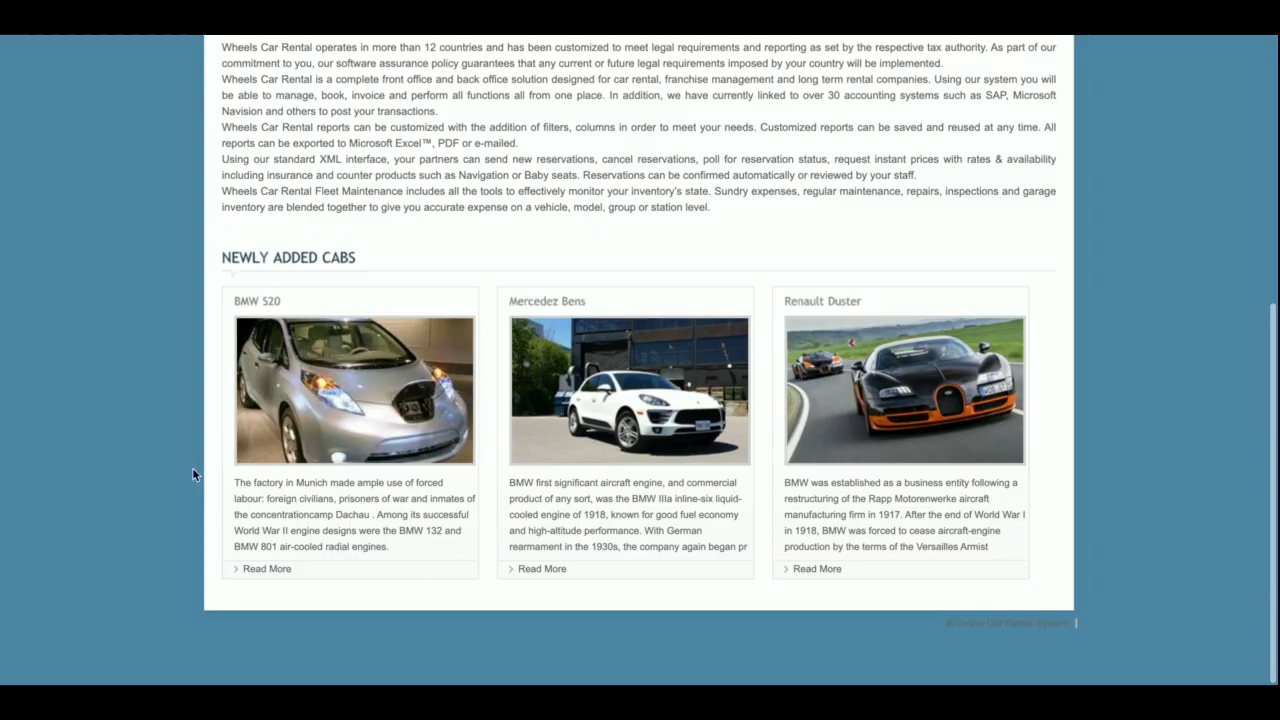 Wheels Car Rental operates in more than 12 countries and has been customized to meet legal requirements and reporting as set by the respective tax authority. As part of our
commitment to you, our software assurance policy guarantees that any current or future legal requirements imposed by your country will be implemented.
Wheels Car Rental is a complete front office and back office solution designed for car rental, franchise management and long term rental companies. Using our system you will
be able to manage, book, invoice and perform all functions all from one place. In addition, we have currently linked to over 30 accounting systems such as SAP, Microsoft
Navision and others to post your transactions.
Wheels Car Rental reports can be customized with the addition of filters, columns in order to meet your needs. Customized reports can be saved and reused at any time. All
reports can be exported to Microsoft Excel™, PDF or e-mailed.
Using our standard XML interface, your partners can send new reservations, cancel reservations, poll for reservation status, request instant prices with rates & availability
including insurance and counter products such as Navigation or Baby seats. Reservations can be confirmed automatically or reviewed by your staff.
Wheels Car Rental Fleet Maintenance includes all the tools to effectively monitor your inventory's state. Sundry expenses, regular maintenance, repairs, inspections and garage
inventory are blended together to give you accurate expense on a vehicle, model, group or station level.
NEWLY ADDED CABS
BMW S20
The factory in Munich made ample use of forced
labour: foreign civilians, prisoners of war and inmates of
the concentrationcamp Dachau . Among its successful
World War II engine designs were the BMW 132 and
BMW 801 air-cooled radial engines.
Read More
Mercedez Bens
BMW first significant aircraft engine, and commercial
product of any sort, was the BMW IIIa inline-six liquid-
cooled engine of 1918, known for good fuel economy
and high-altitude performance. With German
rearmament in the 1930s, the company again began pr
Read More
Renault Duster
BMW was established as a business entity following a
restructuring of the Rapp Motorenwerke aircraft
manufacturing firm in 1917. After the end of World War I
in 1918, BMW was forced to cease aircraft-engine
production by the terms of the Versailles Armist
Read More
© Online Car Rental System |